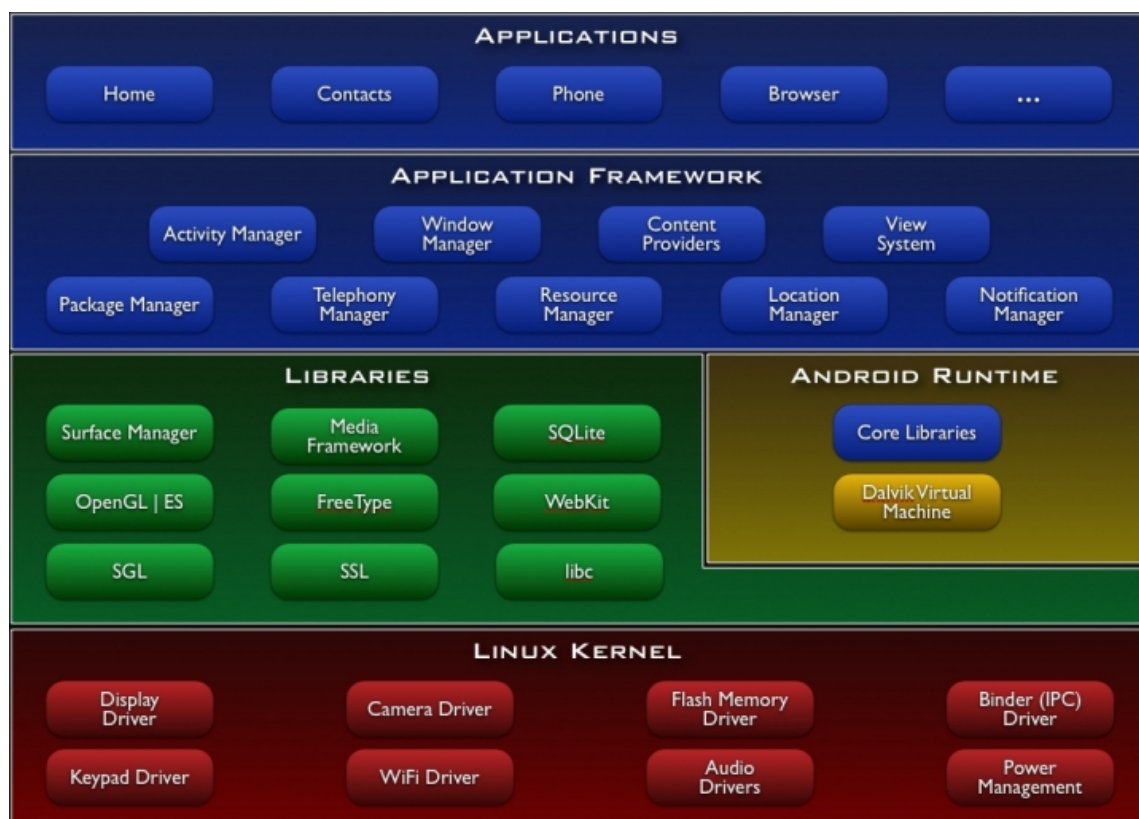 APPLICATIONS
Home
Contacts
Phone
Browser
...
APPLICATION FRAMEWORK
Activity Manager
Window
Manager
Content
Providers
View
System
Package Manager
Telephony
Manager
Resource
Manager
Location
Manager
Notification
Manager
LIBRARIES
Surface Manager
Media
Framework
SQLite
OpenGL | ES
FreeType
WebKit
SGL
SSL
libc
ANDROID RUNTIME
Core Libraries
Dalvik Virtual
Machine
LINUX KERNEL
Display
Driver
Camera Driver
Flash Memory
Driver
Binder (IPC)
Driver
Keypad Driver
WiFi Driver
Audio
Drivers
Power
Management